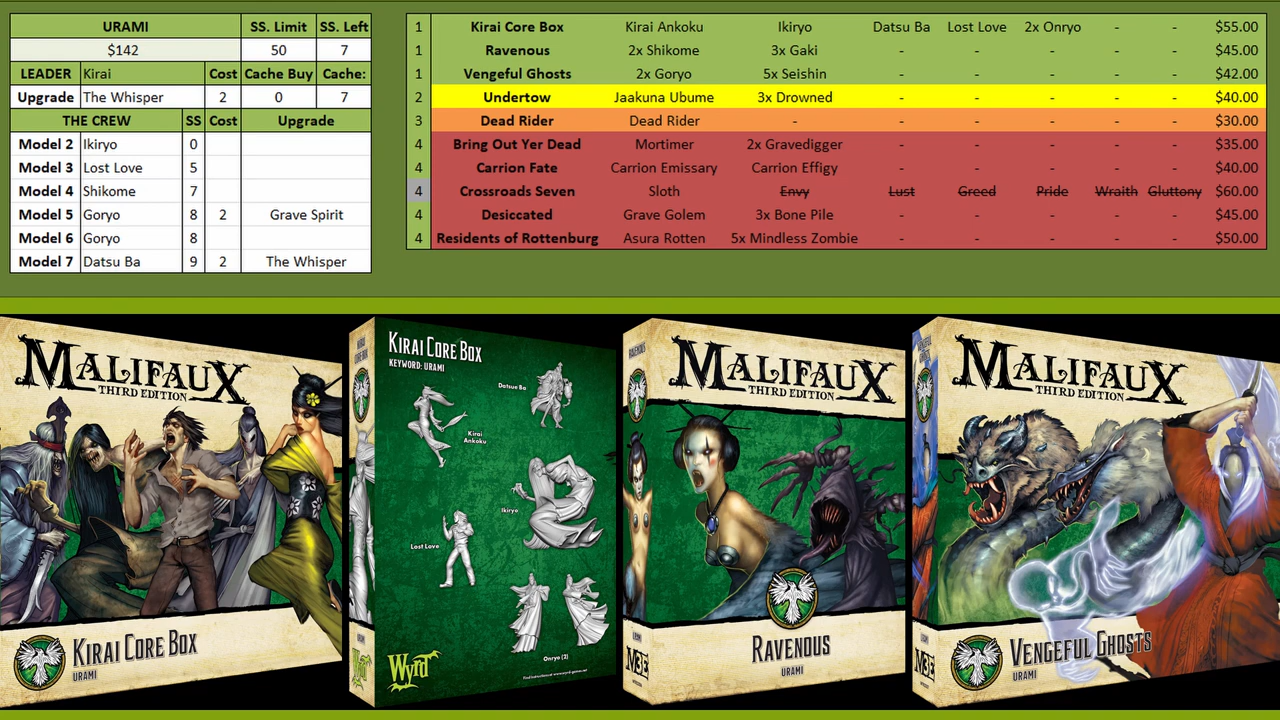 URAMI SS. Limit SS. Left
$142 50 7
LEADER Kirai Cost Cache Buy Cache:
Upgrade The Whisper 2 0 7
THE CREW SS Cost Upgrade
Model 2 Ikiryo 0
Model 3 Lost Love 5
Model 4 Shikome 7
Model 5 Goryo 8 2 Grave Spirit
Model 6 Goryo 8
Model 7 Datsu Ba 9 2 The Whisper
1 Kirai Core Box Kirai Ankoku Ikiryo Datsu Ba Lost Love 2x Onryo - - $55.00
1 Ravenous 2x Shikome 3x Gaki - - - - - $45.00
1 Vengeful Ghosts 2x Goryo 5x Seishin - - - - - $42.00
2 Undertow Jaakuna Ubume 3x Drowned - - - - - $40.00
3 Dead Rider Dead Rider - - - - - - $30.00
4 Bring Out Yer Dead Mortimer 2x Gravedigger - - - - - $35.00
4 Carrion Fate Carrion Emissary Carrion Effigy - - - - - $40.00
4 Crossroads Seven Sloth Envy Lust Greed Pride Wraith Gluttony $60.00
4 Desiccated Grave Golem 3x Bone Pile - - - - - $45.00
4 Residents of Rottenburg Asura Rotten 5x Mindless Zombie - - - - - $50.00
MALIFAUX
THIRD EDITION
KIRAI CORE BOX
URAMI
KIRAI CORE BOX
KEYWORD: URAMI
Datsue Ba
Kirai
Ankoku
Ikiryo
Lost Love
Onryo (2)
Wyrd
MALIFAUX
THIRD EDITION
RAVENOUS
URAMI
M3E
MALIFAUX
THIRD EDITION
VENGEFUL GHOSTS
URAMI
M3E